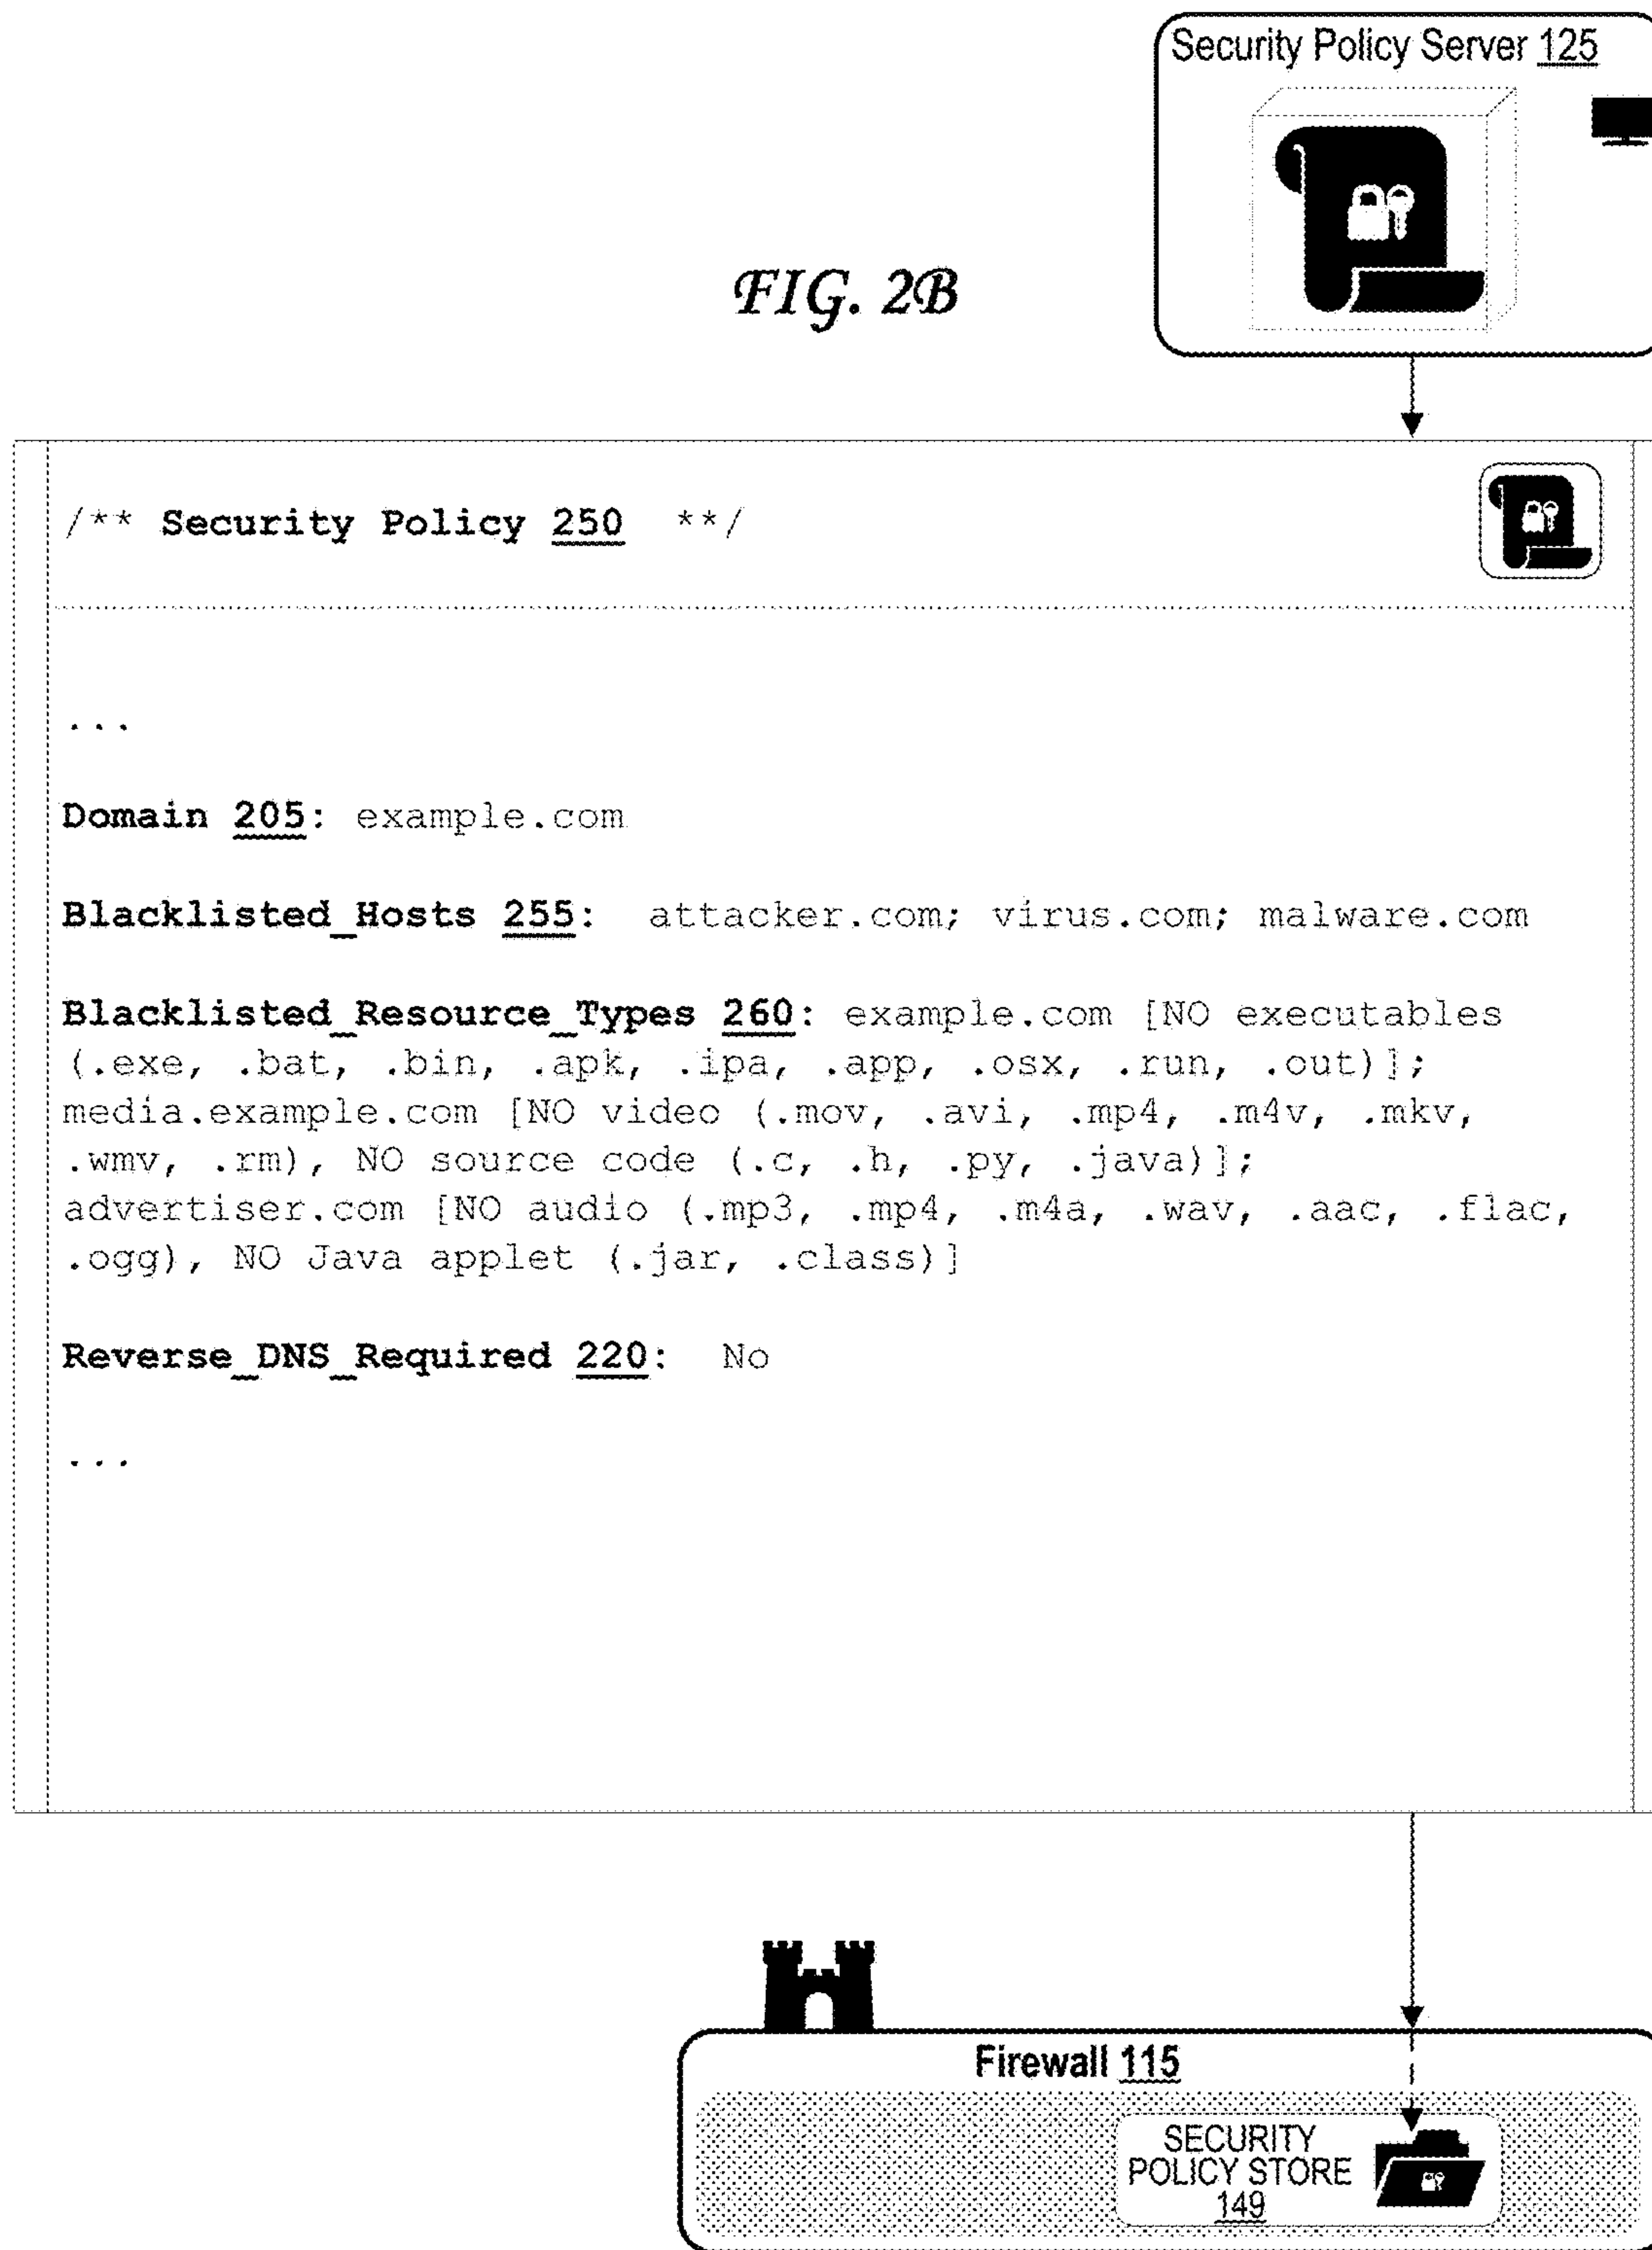 Security Policy Server 125
FIG. 2B
/** Security Policy 250 **/
...
Domain 205: example.com
Blacklisted_Hosts 255: attacker.com; virus.com; malware.com
Blacklisted_Resource_Types 260: example.com [NO executables
(.exe, .bat, .bin, .apk, .ipa, .app, .osx, .run, .out)];
media.example.com [NO video (.mov, .avi, .mp4, .m4v, .mkv,
.wmv, .rm), NO source code (.c, .h, .py, .java)];
advertiser.com [NO audio (.mp3, .mp4, .m4a, .wav, .aac, .flac,
.ogg), NO Java applet (.jar, .class)]
Reverse_DNS_Required 220: No
...
Firewall 115
SECURITY
POLICY STORE
149